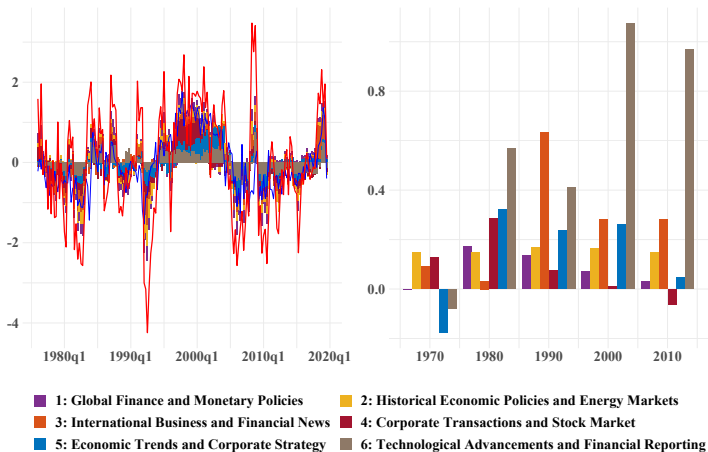 2
0
-2
-4
1980q1 1990q1 2000q1 2010q1 2020q1
0.8
0.4
0.0
1970 1980 1990 2000 2010
1: Global Finance and Monetary Policies
2: Historical Economic Policies and Energy Markets
3: International Business and Financial News
4: Corporate Transactions and Stock Market
5: Economic Trends and Corporate Strategy
6: Technological Advancements and Financial Reporting